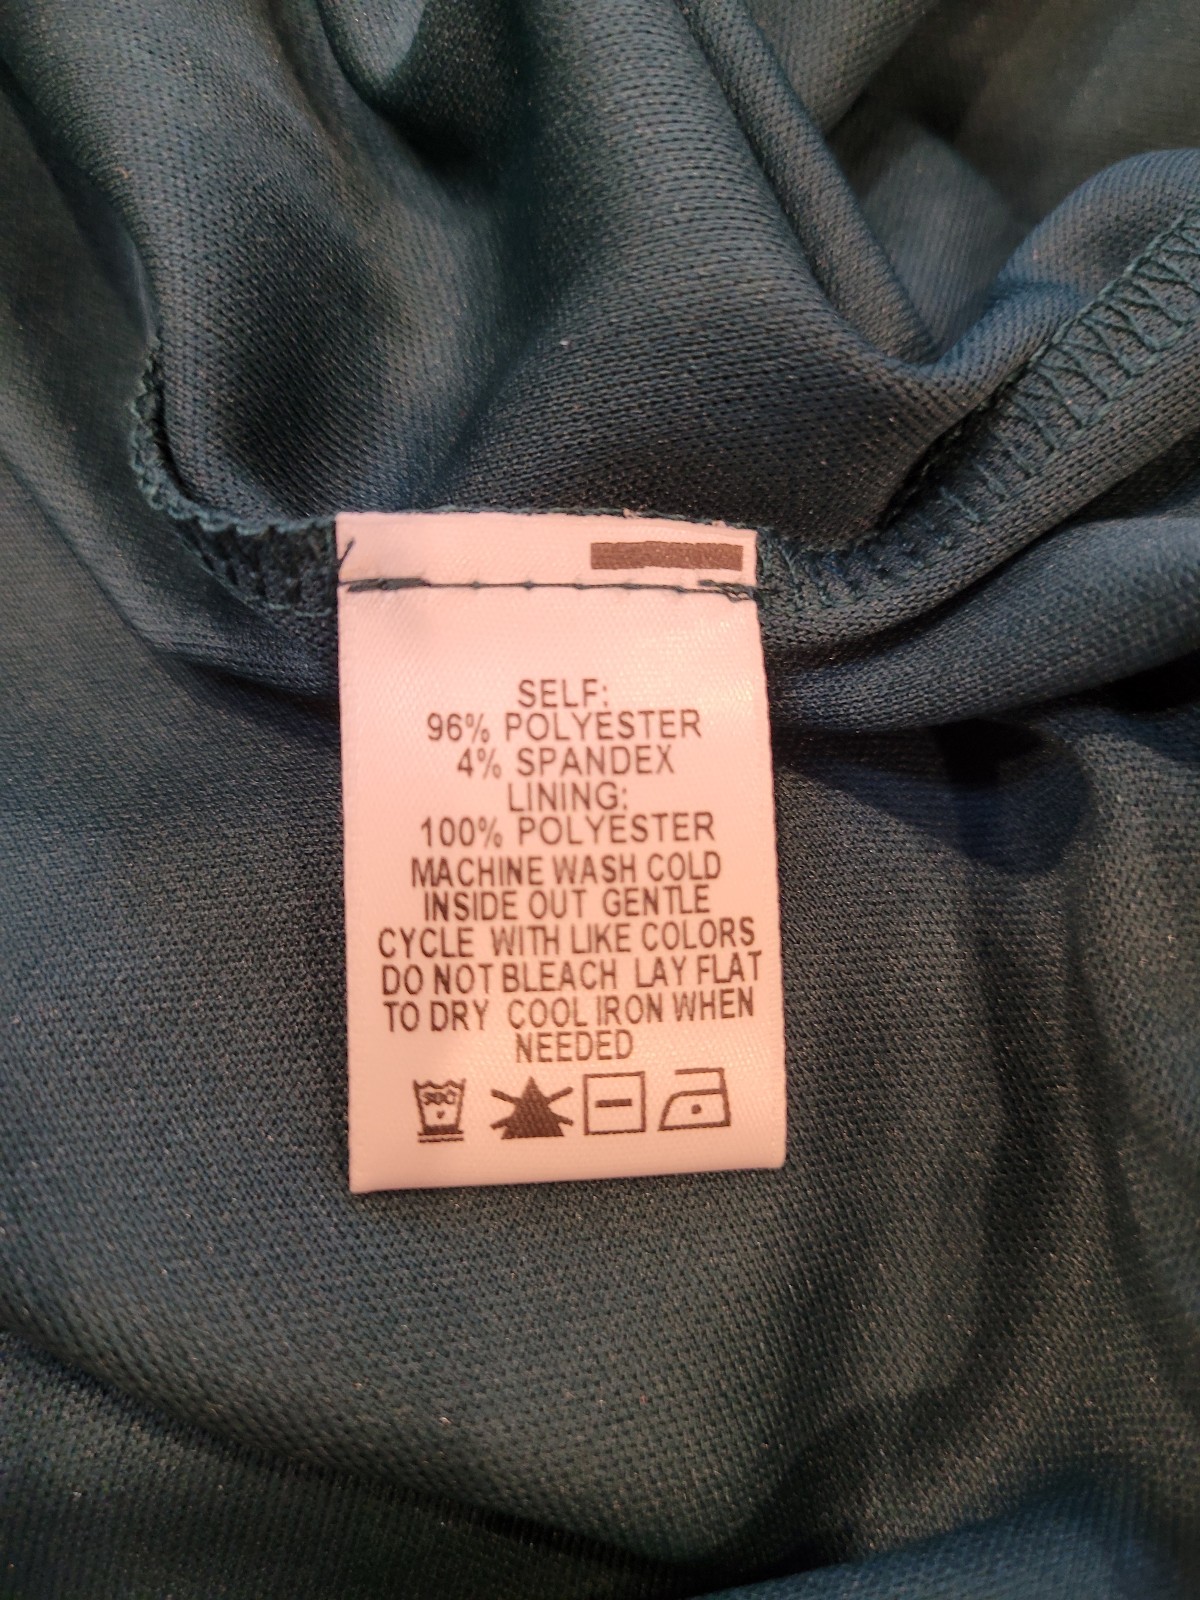 SELF:
96% POLYESTER
4% SPANDEX
LINING:
100% POLYESTER
MACHINE WASH COLD
INSIDE OUT GENTLE
CYCLE WITH LIKE COLORS
DO NOT BLEACH LAY FLAT
TO DRY COOL IRON WHEN
NEEDED
30C